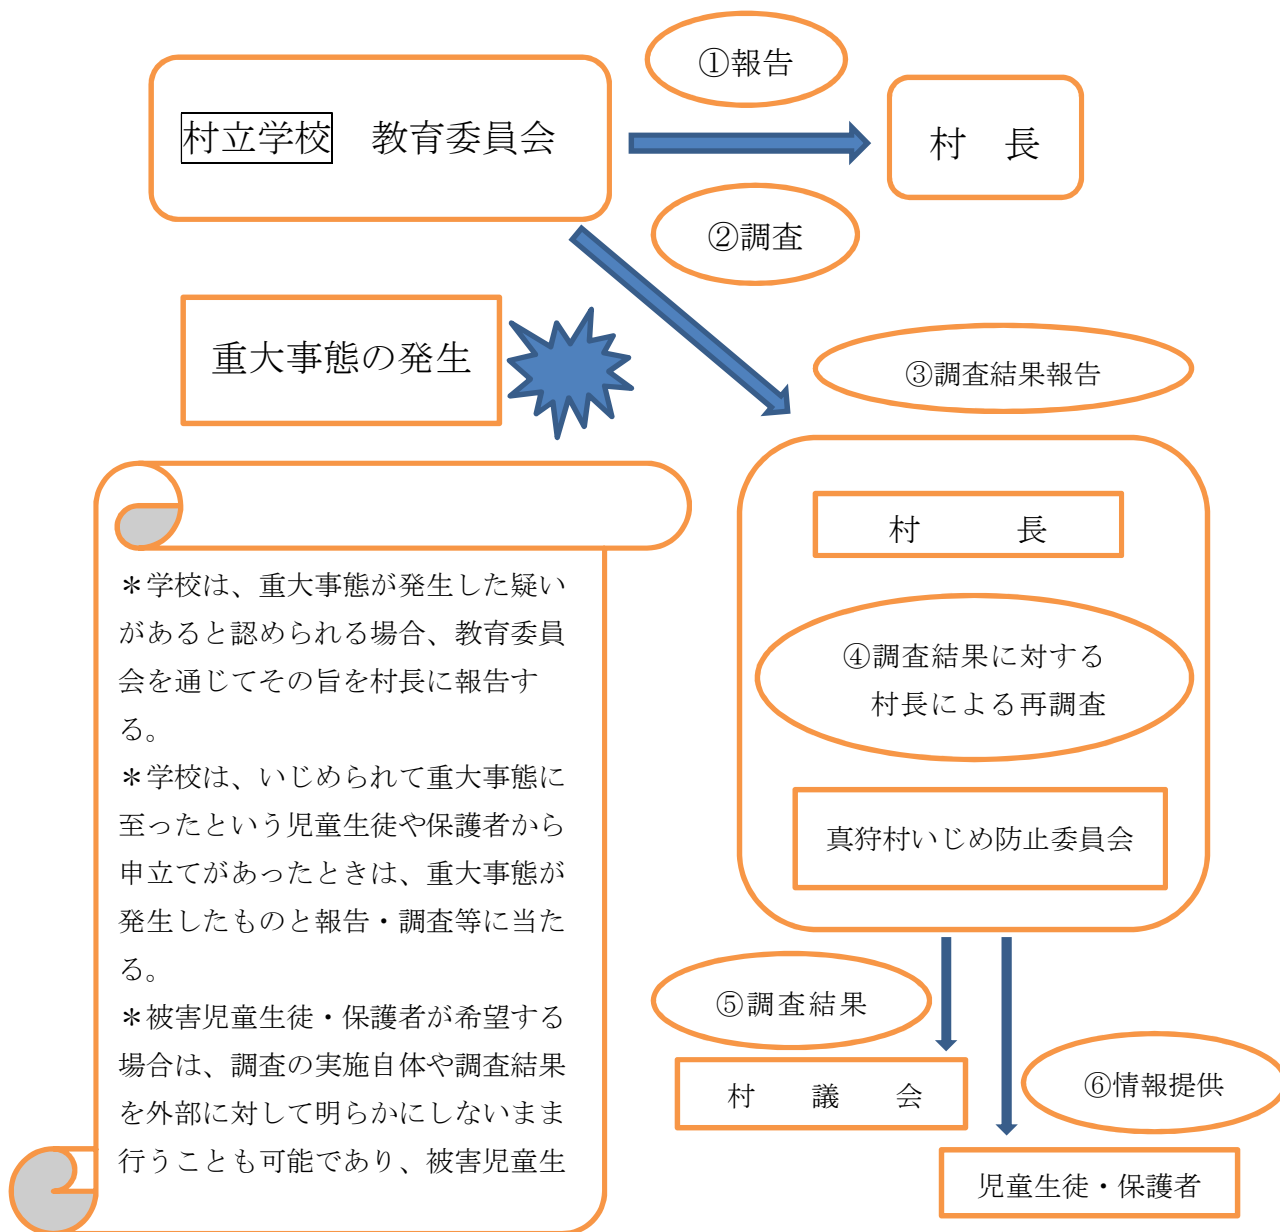 ①報告
村立学校　教育委員会
村　長
②調査
重大事態の発生
③調査結果報告
村　　　長
④調査結果に対する
村長による再調査
真狩村いじめ防止委員会
＊学校は、重大事態が発生した疑い
があると認められる場合、教育委員
会を通じてその旨を村長に報告す
る。
＊学校は、いじめられて重大事態に
至ったという児童生徒や保護者から
申立てがあったときは、重大事態が
発生したものと報告・調査等に当た
る。
＊被害児童生徒・保護者が希望する
場合は、調査の実施自体や調査結果
を外部に対して明らかにしないまま
行うことも可能であり、被害児童生
⑤調査結果
村　議　会
⑥情報提供
児童生徒・保護者